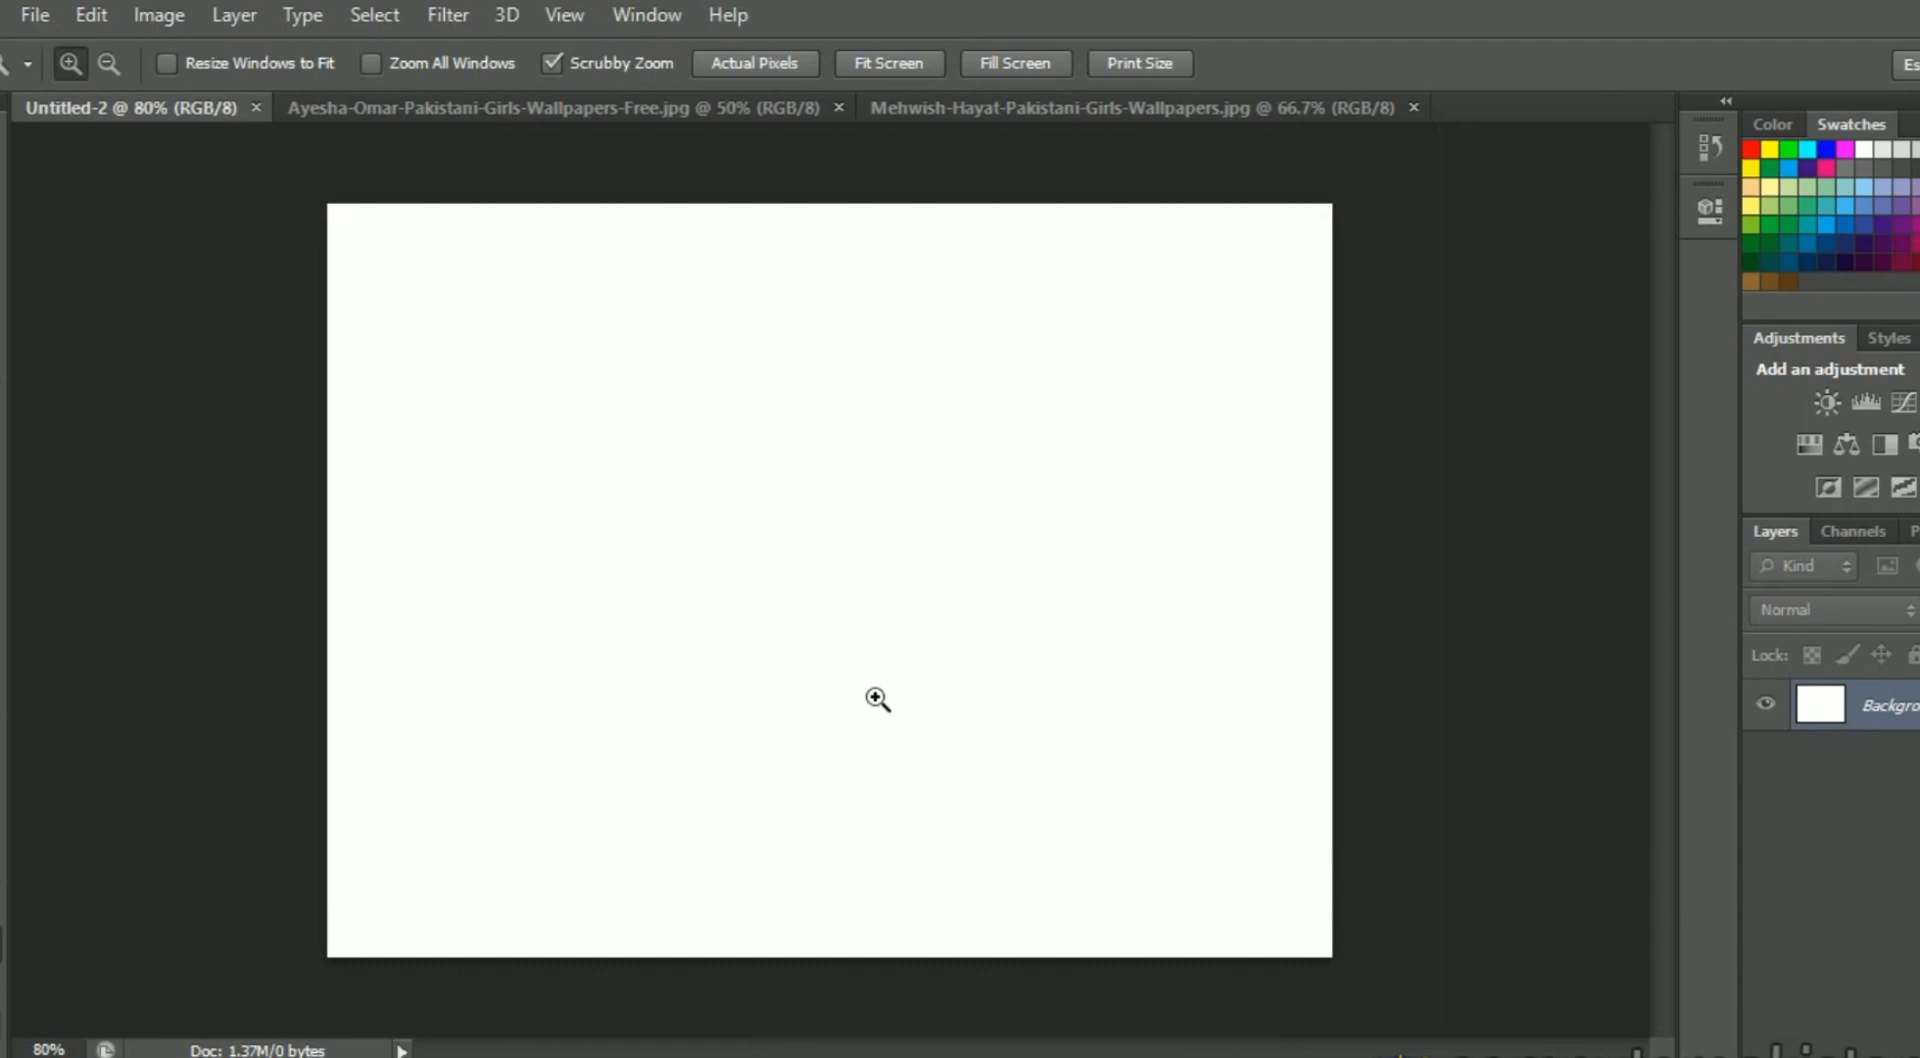 File Edit Image Layer Type Select Filter 3D View Window Help
Resize Windows to Fit Zoom All Windows Scrubby Zoom Actual Pixels Fit Screen Fill Screen Print Size Es
Untitled-2 @ 80% (RGB/8) × Ayesha-Omar-Pakistani-Girls-Wallpapers-Free.jpg @ 50% (RGB/8) × Mehwish-Hayat-Pakistani-Girls-Wallpapers.jpg @ 66.7% (RGB/8) ×
Color Swatches
Adjustments Styles
Add an adjustment
Layers Channels P
Kind
Normal
Lock:
Backgro
80% Doc: 1.37M/0 bytes